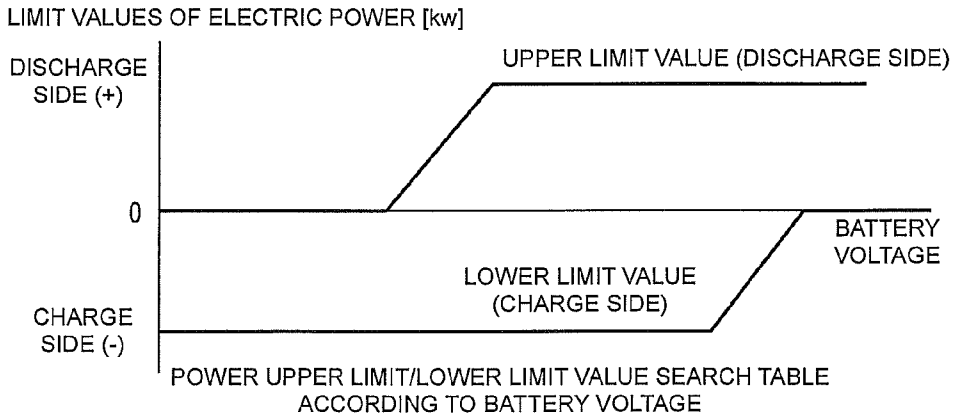 LIMIT VALUES OF ELECTRIC POWER [kw]
DISCHARGE
SIDE (+)
UPPER LIMIT VALUE (DISCHARGE SIDE)
0
BATTERY
VOLTAGE
LOWER LIMIT VALUE
(CHARGE SIDE)
CHARGE
SIDE (-)
POWER UPPER LIMIT/LOWER LIMIT VALUE SEARCH TABLE
ACCORDING TO BATTERY VOLTAGE